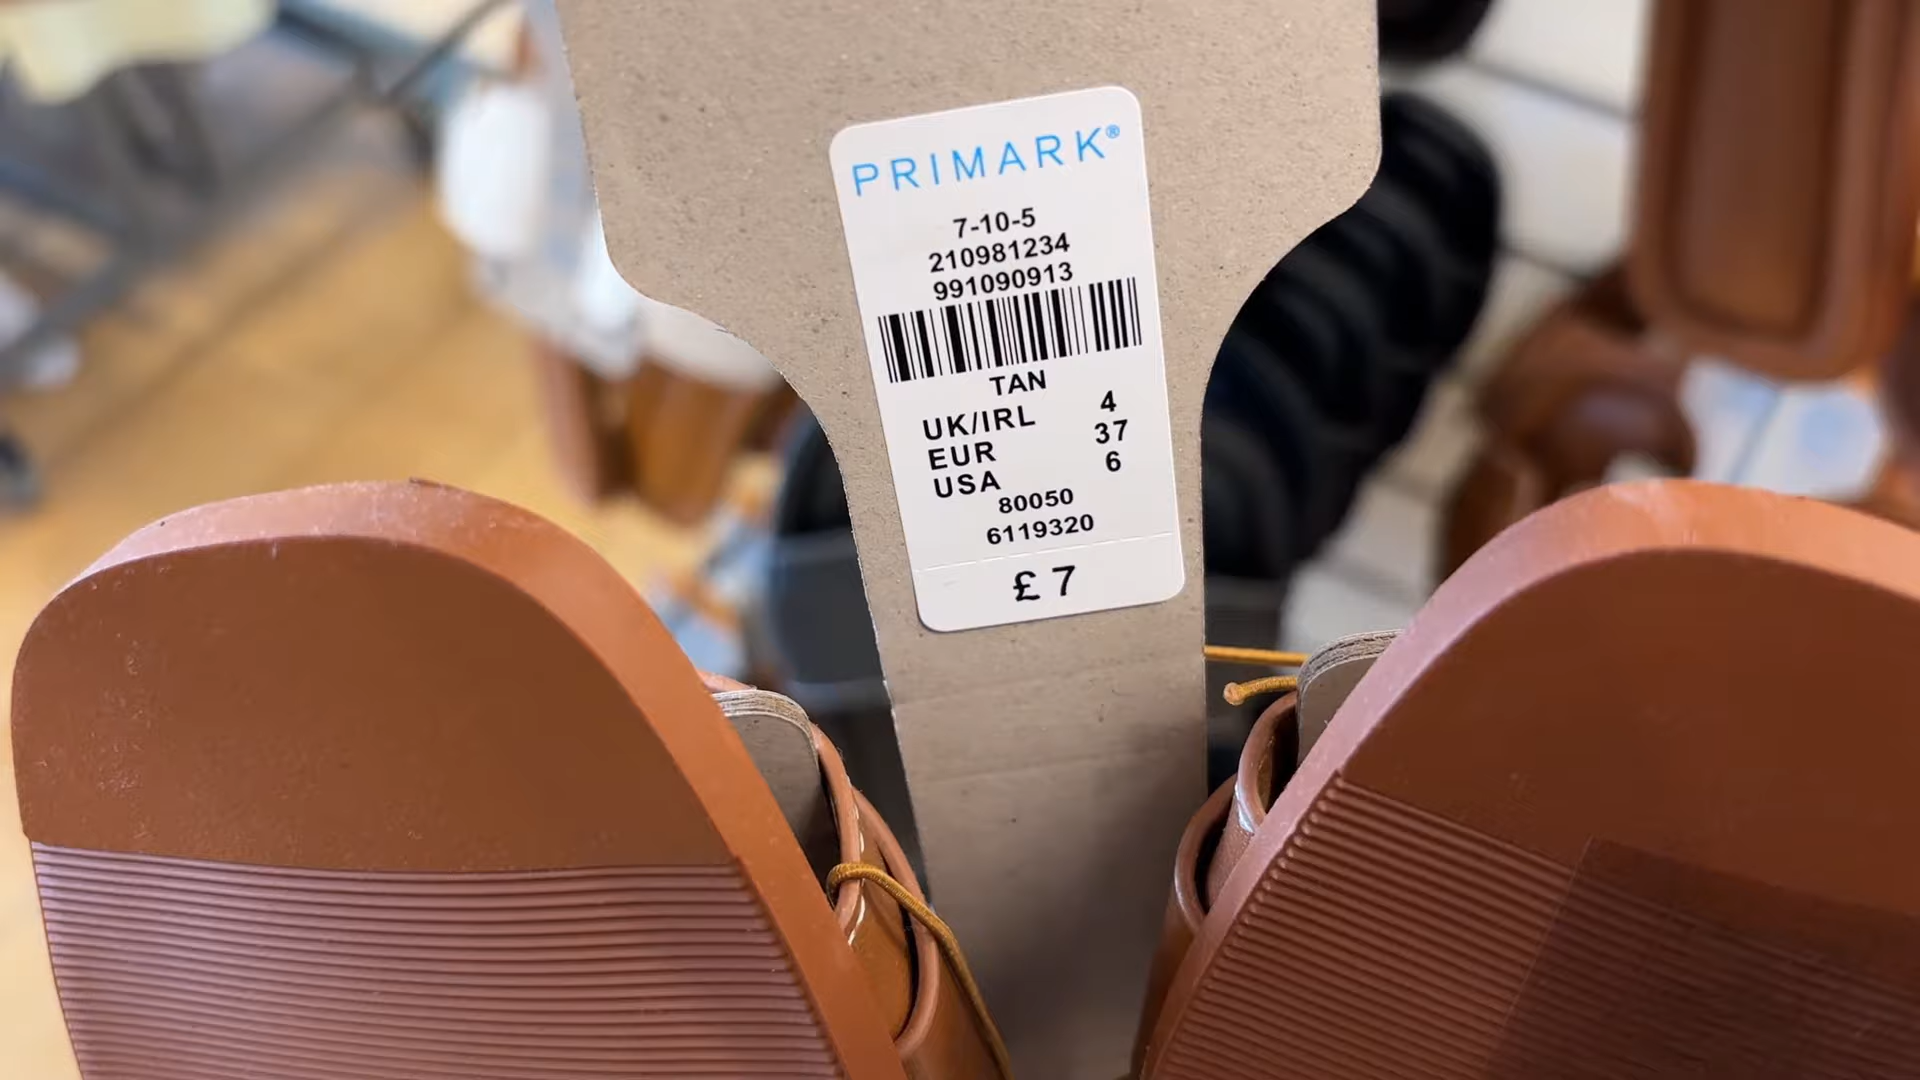 PRIMARK®
7-10-5
210981234
991090913
TAN
UK/IRL 4
EUR 37
USA 6
80050
6119320
£7